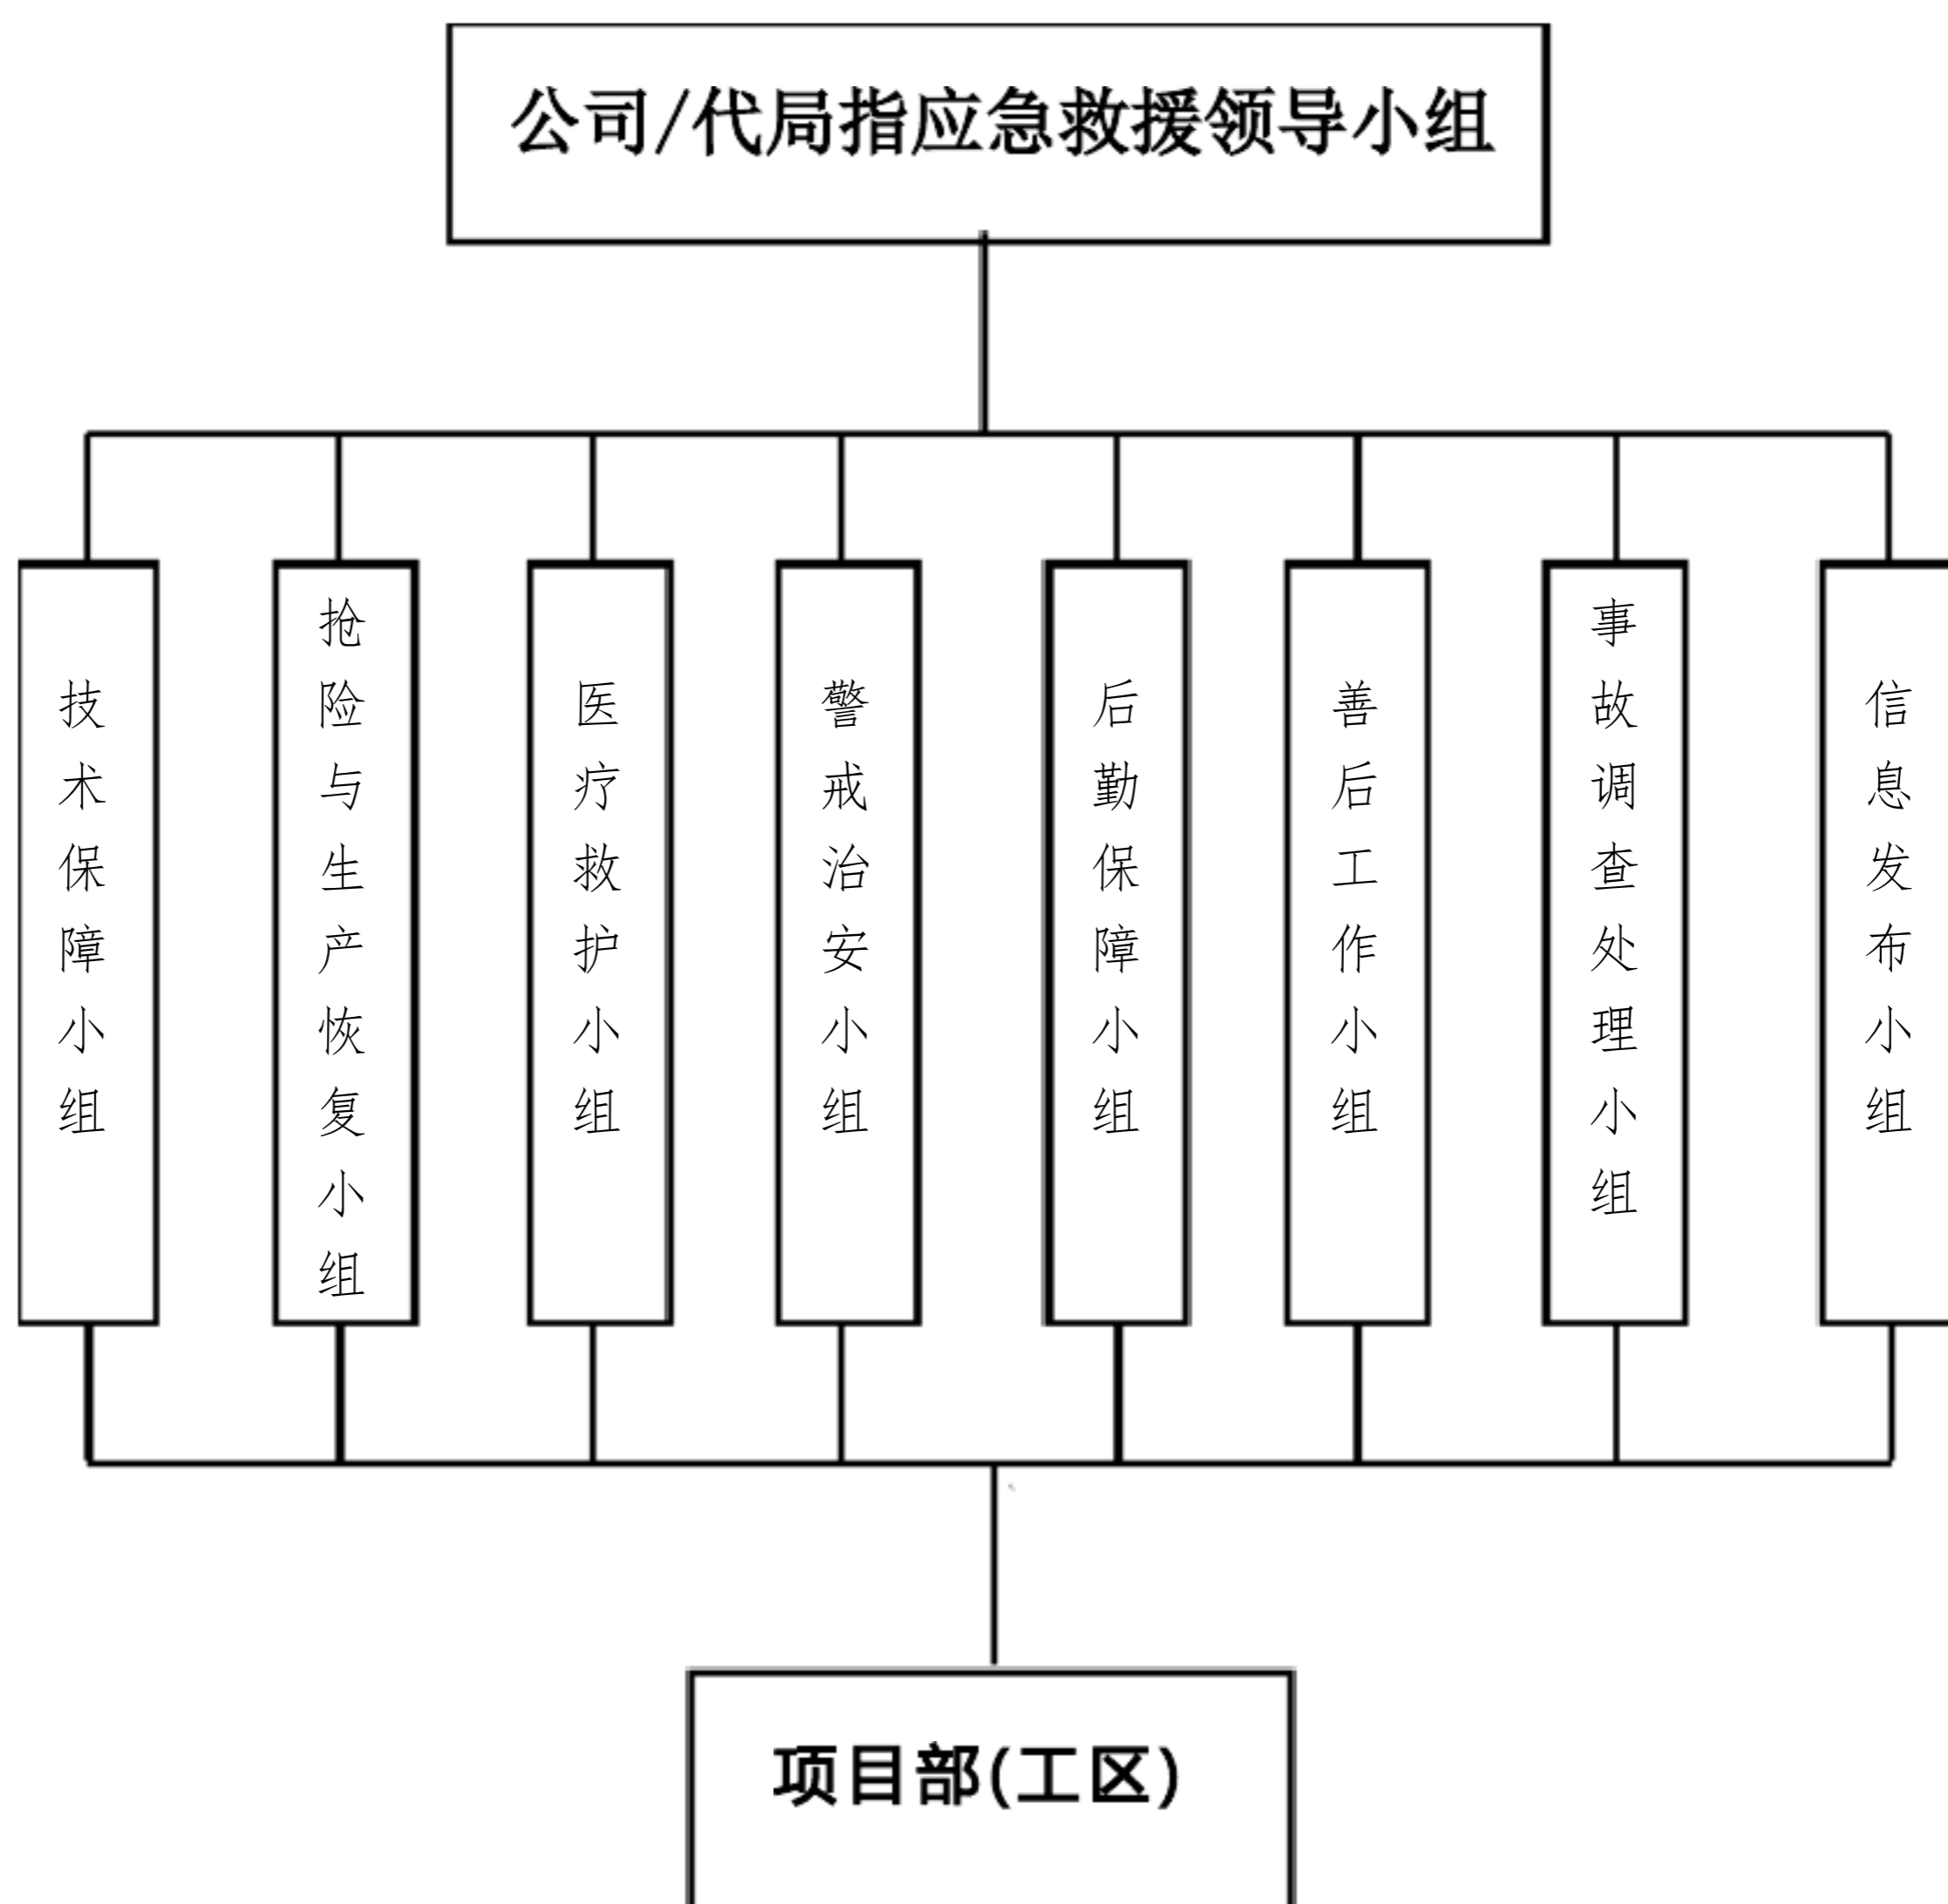 公司/代局指应急救援领导小组
技术保障小组
抢险与生产恢复小组
医疗救护小组
警戒治安小组
后勤保障小组
善后工作小组
事故调查处理小组
信息发布小组
项目部(工区)